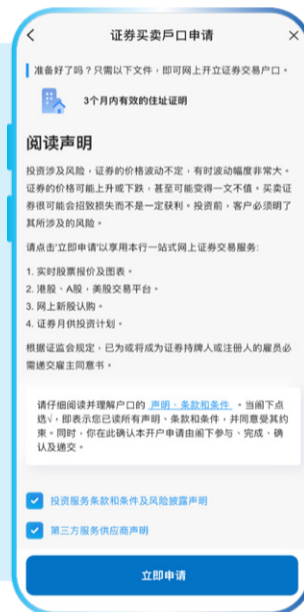 证券买卖戶口申请
准备好了吗？只需以下文件，即可网上开立证券交易户口。
3个月内有效的住址证明
阅读声明
投资涉及风险，证券的价格波动不定，有时波动幅度非常大。
证券的价格可能上升或下跌，甚至可能变得一文不值。买卖证
券很可能会招致损失而不是一定获利。投资前，客户必须明了
其所涉及的风险。
请点击'立即申请'以享用本行一站式网上证券交易服务:
1. 实时股票报价及图表。
2. 港股、A股，美股交易平台。
3. 网上新股认购。
4. 证券月供投资计划。
根据证监会规定，已为或将成为证券持牌人或注册人的雇员必
需递交雇主同意书。
请仔细阅读并理解户口的 声明、条款和条件 。当阁下点
选√，即表示您已读所有声明、条款和条件，并同意受其约
束。同时，你在此确认本开户申请由阁下参与、完成、确
认及递交。
投资服务条款和条件及风险披露声明
第三方服务供应商声明
立即申请